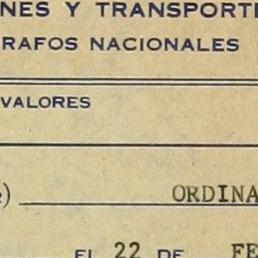 NES Y TRANSPORTE
RAFOS NACIONALES
VALORES
) ORDINA
EL 22 DE FE